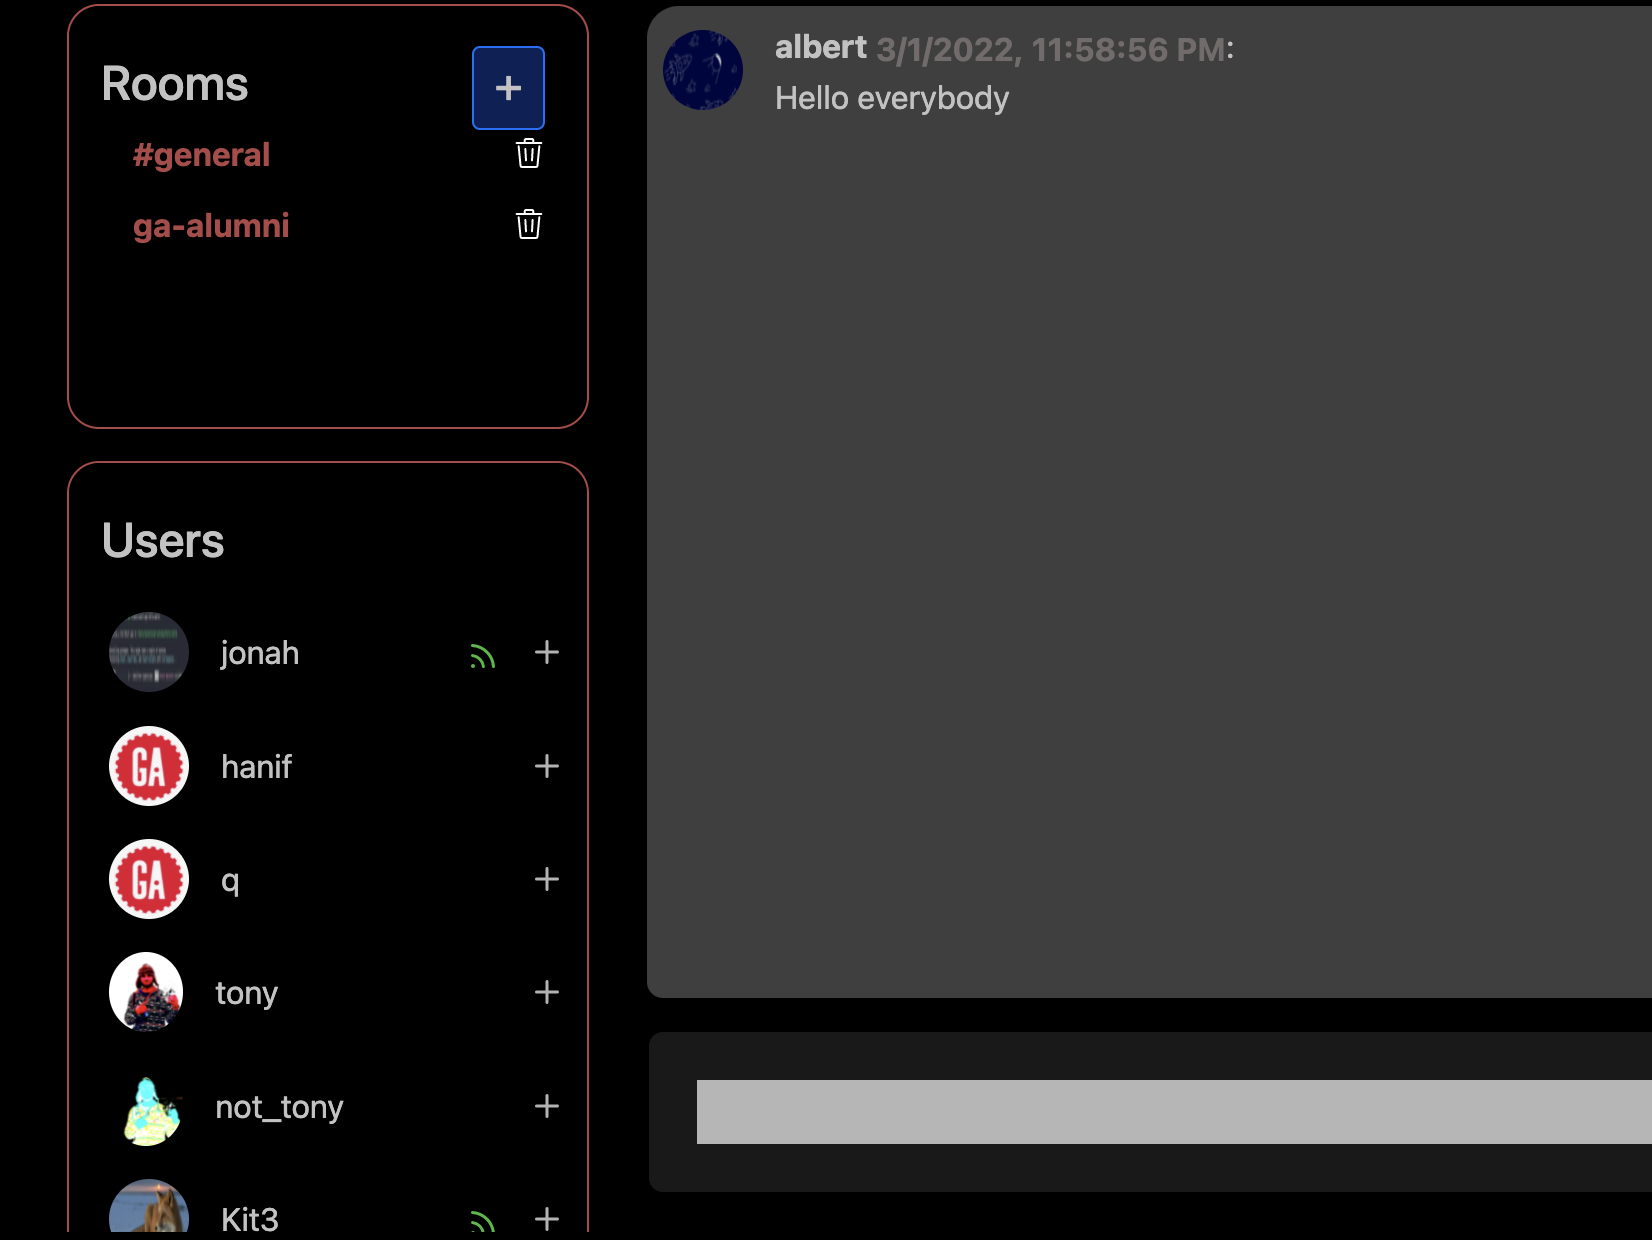 Rooms
+
#general
ga-alumni
Users
jonah
+
GA
hanif
+
GA
q
+
tony
+
not_tony
+
Kit3
+
albert 3/1/2022, 11:58:56 PM:
Hello everybody